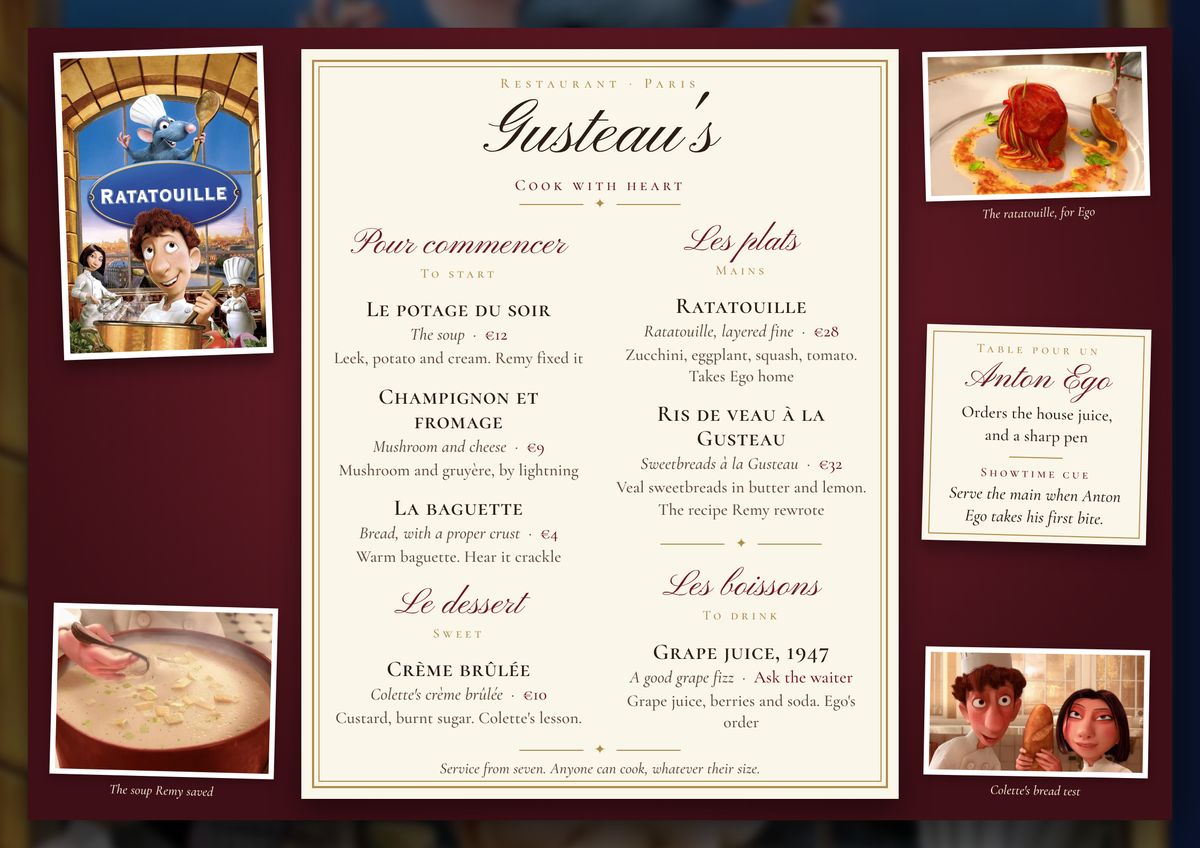 RATATOUILLE
The soup Remy saved
RESTAURANT · PARIS
Gusteau's
COOK WITH HEART
Pour commencer
TO START
LE POTAGE DU SOIR
The soup · €12
Leek, potato and cream. Remy fixed it
CHAMPIGNON ET
FROMAGE
Mushroom and cheese · €9
Mushroom and gruyère, by lightning
LA BAGUETTE
Bread, with a proper crust · €4
Warm baguette. Hear it crackle
Le dessert
SWEET
CRÈME BRÛLÉE
Colette's crème brûlée · €10
Custard, burnt sugar. Colette's lesson.
Les plats
MAINS
RATATOUILLE
Ratatouille, layered fine · €28
Zucchini, eggplant, squash, tomato.
Takes Ego home
RIS DE VEAU À LA
GUSTEAU
Sweetbreads à la Gusteau · €32
Veal sweetbreads in butter and lemon.
The recipe Remy rewrote
Les boissons
TO DRINK
GRAPE JUICE, 1947
A good grape fizz · Ask the waiter
Grape juice, berries and soda. Ego's
order
Service from seven. Anyone can cook, whatever their size.
The ratatouille, for Ego
TABLE POUR UN
Anton Ego
Orders the house juice,
and a sharp pen
SHOWTIME CUE
Serve the main when Anton
Ego takes his first bite.
Colette's bread test